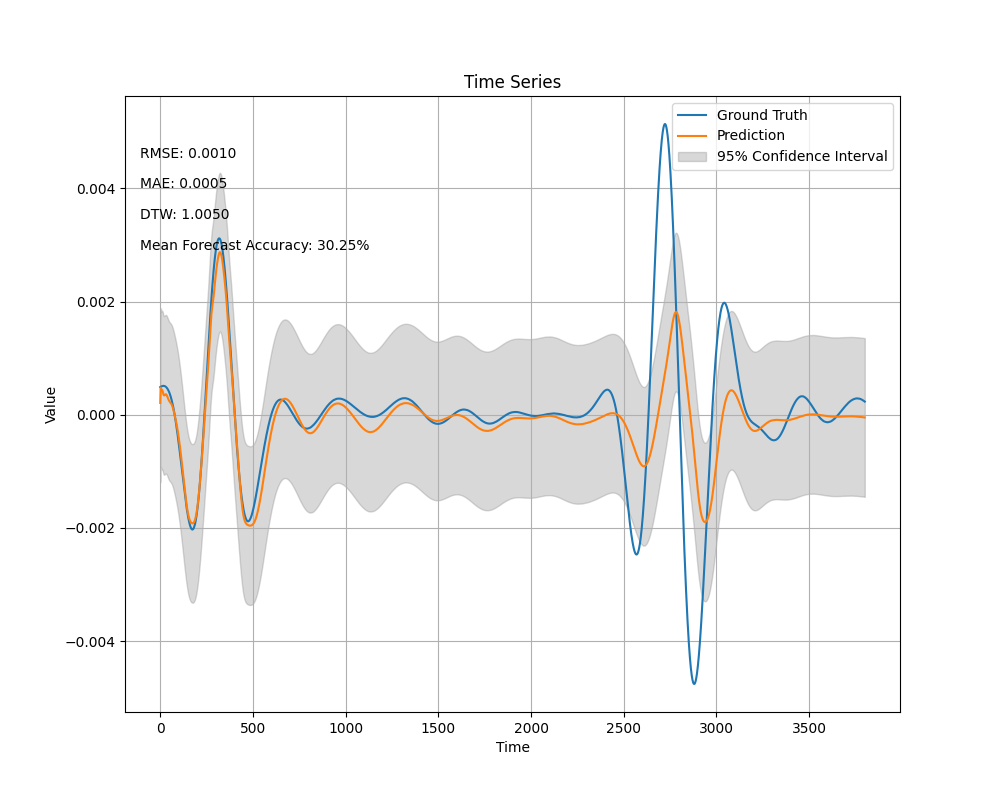 Time Series
Ground Truth
Prediction
95% Confidence Interval
RMSE: 0.0010
MAE: 0.0005
DTW: 1.0050
Mean Forecast Accuracy: 30.25%
Value
0.004
0.002
0.000
−0.002
−0.004
0 500 1000 1500 2000 2500 3000 3500
Time